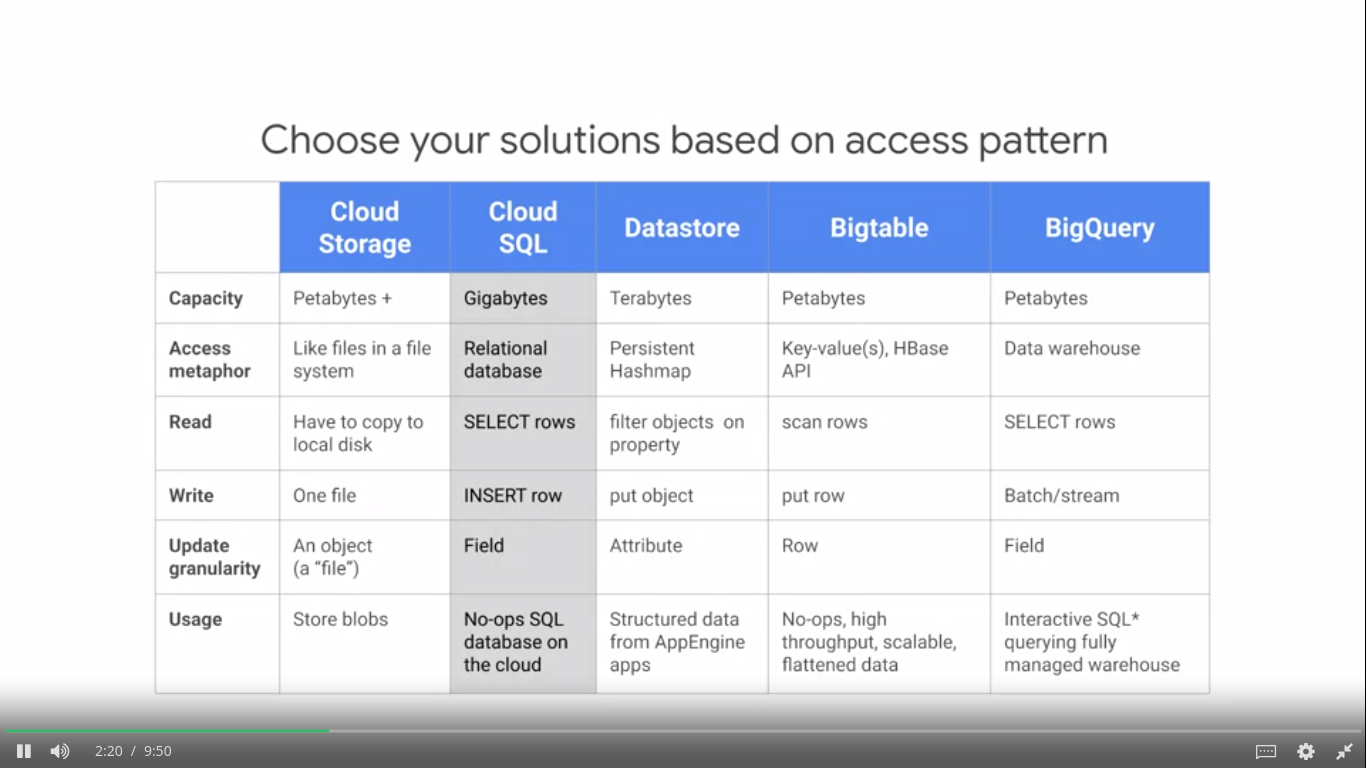 Choose your solutions based on access pattern
Cloud Storage	Cloud SQL	Datastore	Bigtable	BigQuery
Capacity	Petabytes +	Gigabytes	Terabytes	Petabytes	Petabytes
Access metaphor	Like files in a file system	Relational database	Persistent Hashmap	Key-value(s), HBase API	Data warehouse
Read	Have to copy to local disk	SELECT rows	filter objects on property	scan rows	SELECT rows
Write	One file	INSERT row	put object	put row	Batch/stream
Update granularity	An object (a “file”)	Field	Attribute	Row	Field
Usage	Store blobs	No-ops SQL database on the cloud	Structured data from AppEngine apps	No-ops, high throughput, scalable, flattened data	Interactive SQL* querying fully managed warehouse
2:20 / 9:50